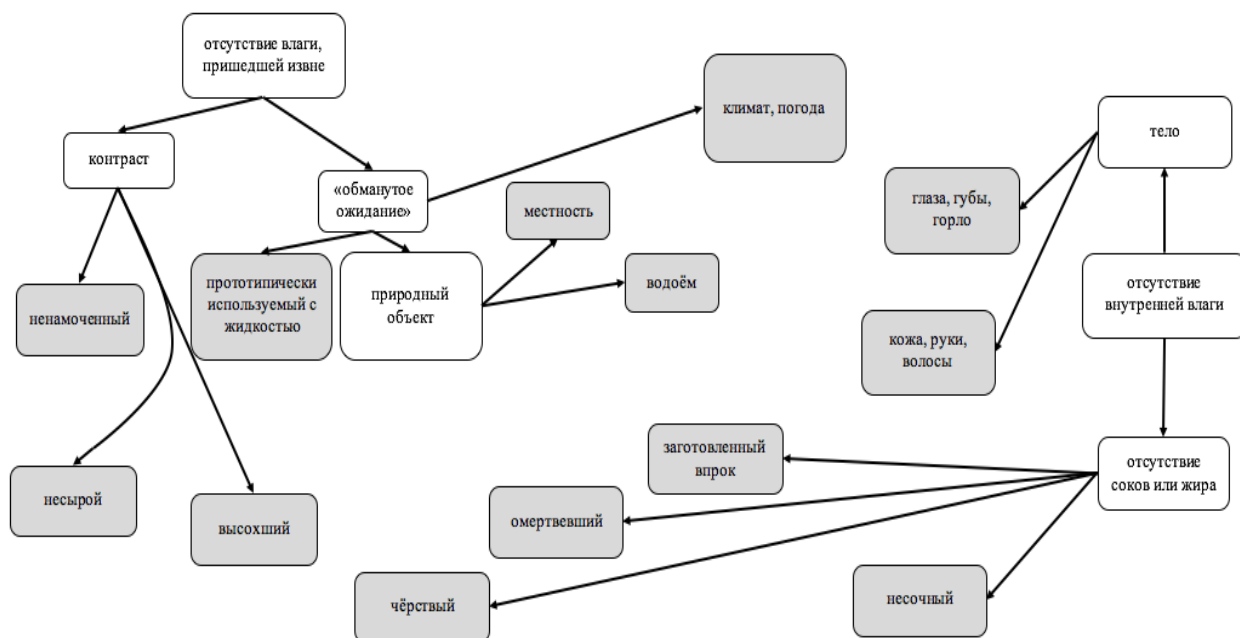 отсутствие влаги,
пришедшей извне
климат, погода
контраст
тело
«обманутое
ожидание»
местность
глаза, губы,
горло
прототипически
используемый с
жидкостью
природный
объект
водоём
отсутствие
внутренней влаги
ненамоченный
кожа, руки,
волосы
заготовленный
впрок
отсутствие
соков или жира
несырой
высохший
омертвевший
чёрствый
несочный